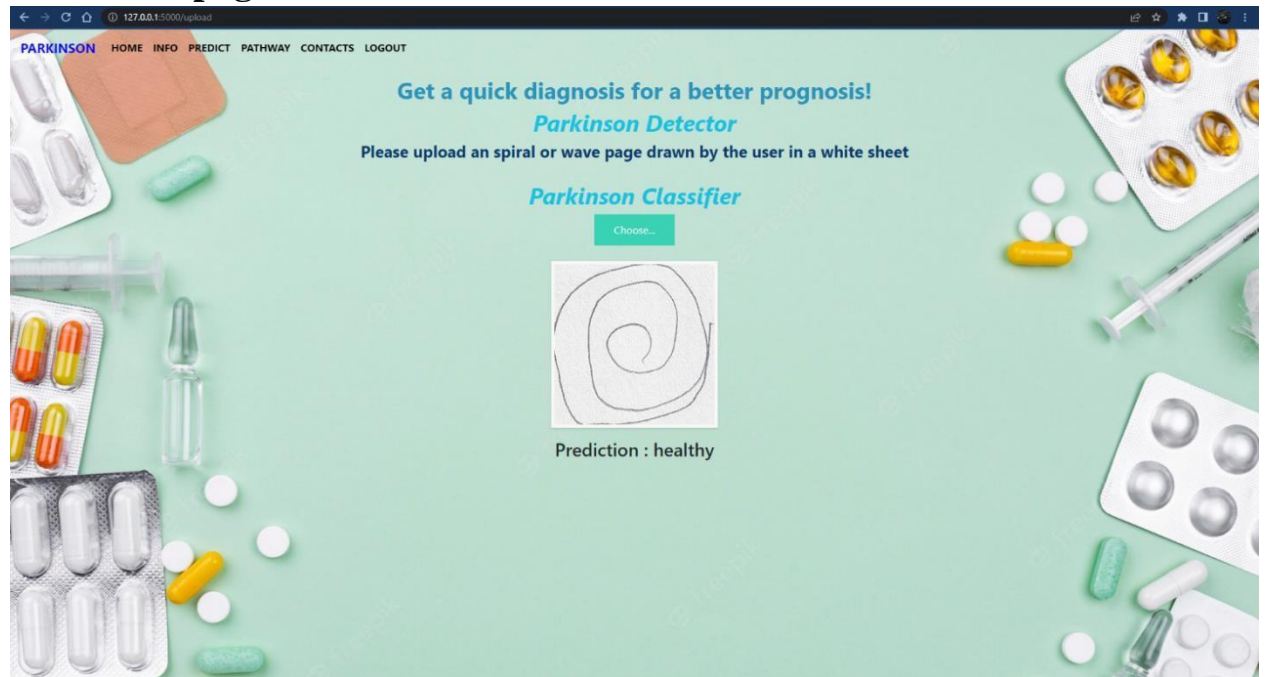 127.0.0.1:5000/upload
PARKINSON HOME INFO PREDICT PATHWAY CONTACTS LOGOUT
Get a quick diagnosis for a better prognosis!
Parkinson Detector
Please upload an spiral or wave page drawn by the user in a white sheet
Parkinson Classifier
Choose...
Prediction : healthy